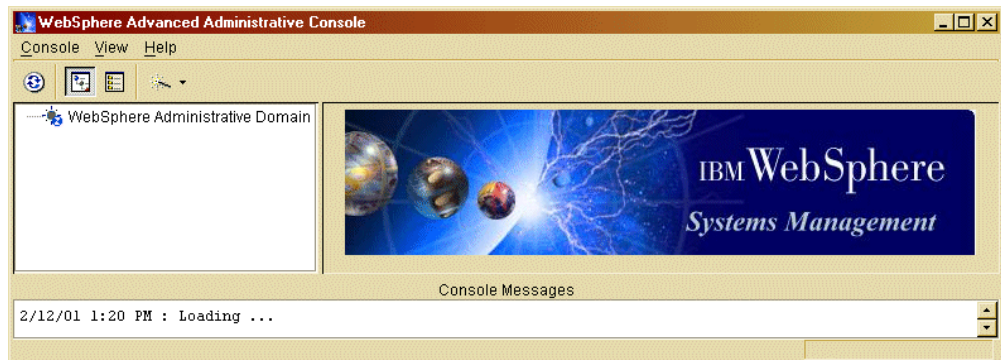 WebSphere Advanced Administrative Console
Console View Help
WebSphere Administrative Domain
IBM WebSphere
Systems Management
Console Messages
2/12/01 1:20 PM : Loading ...